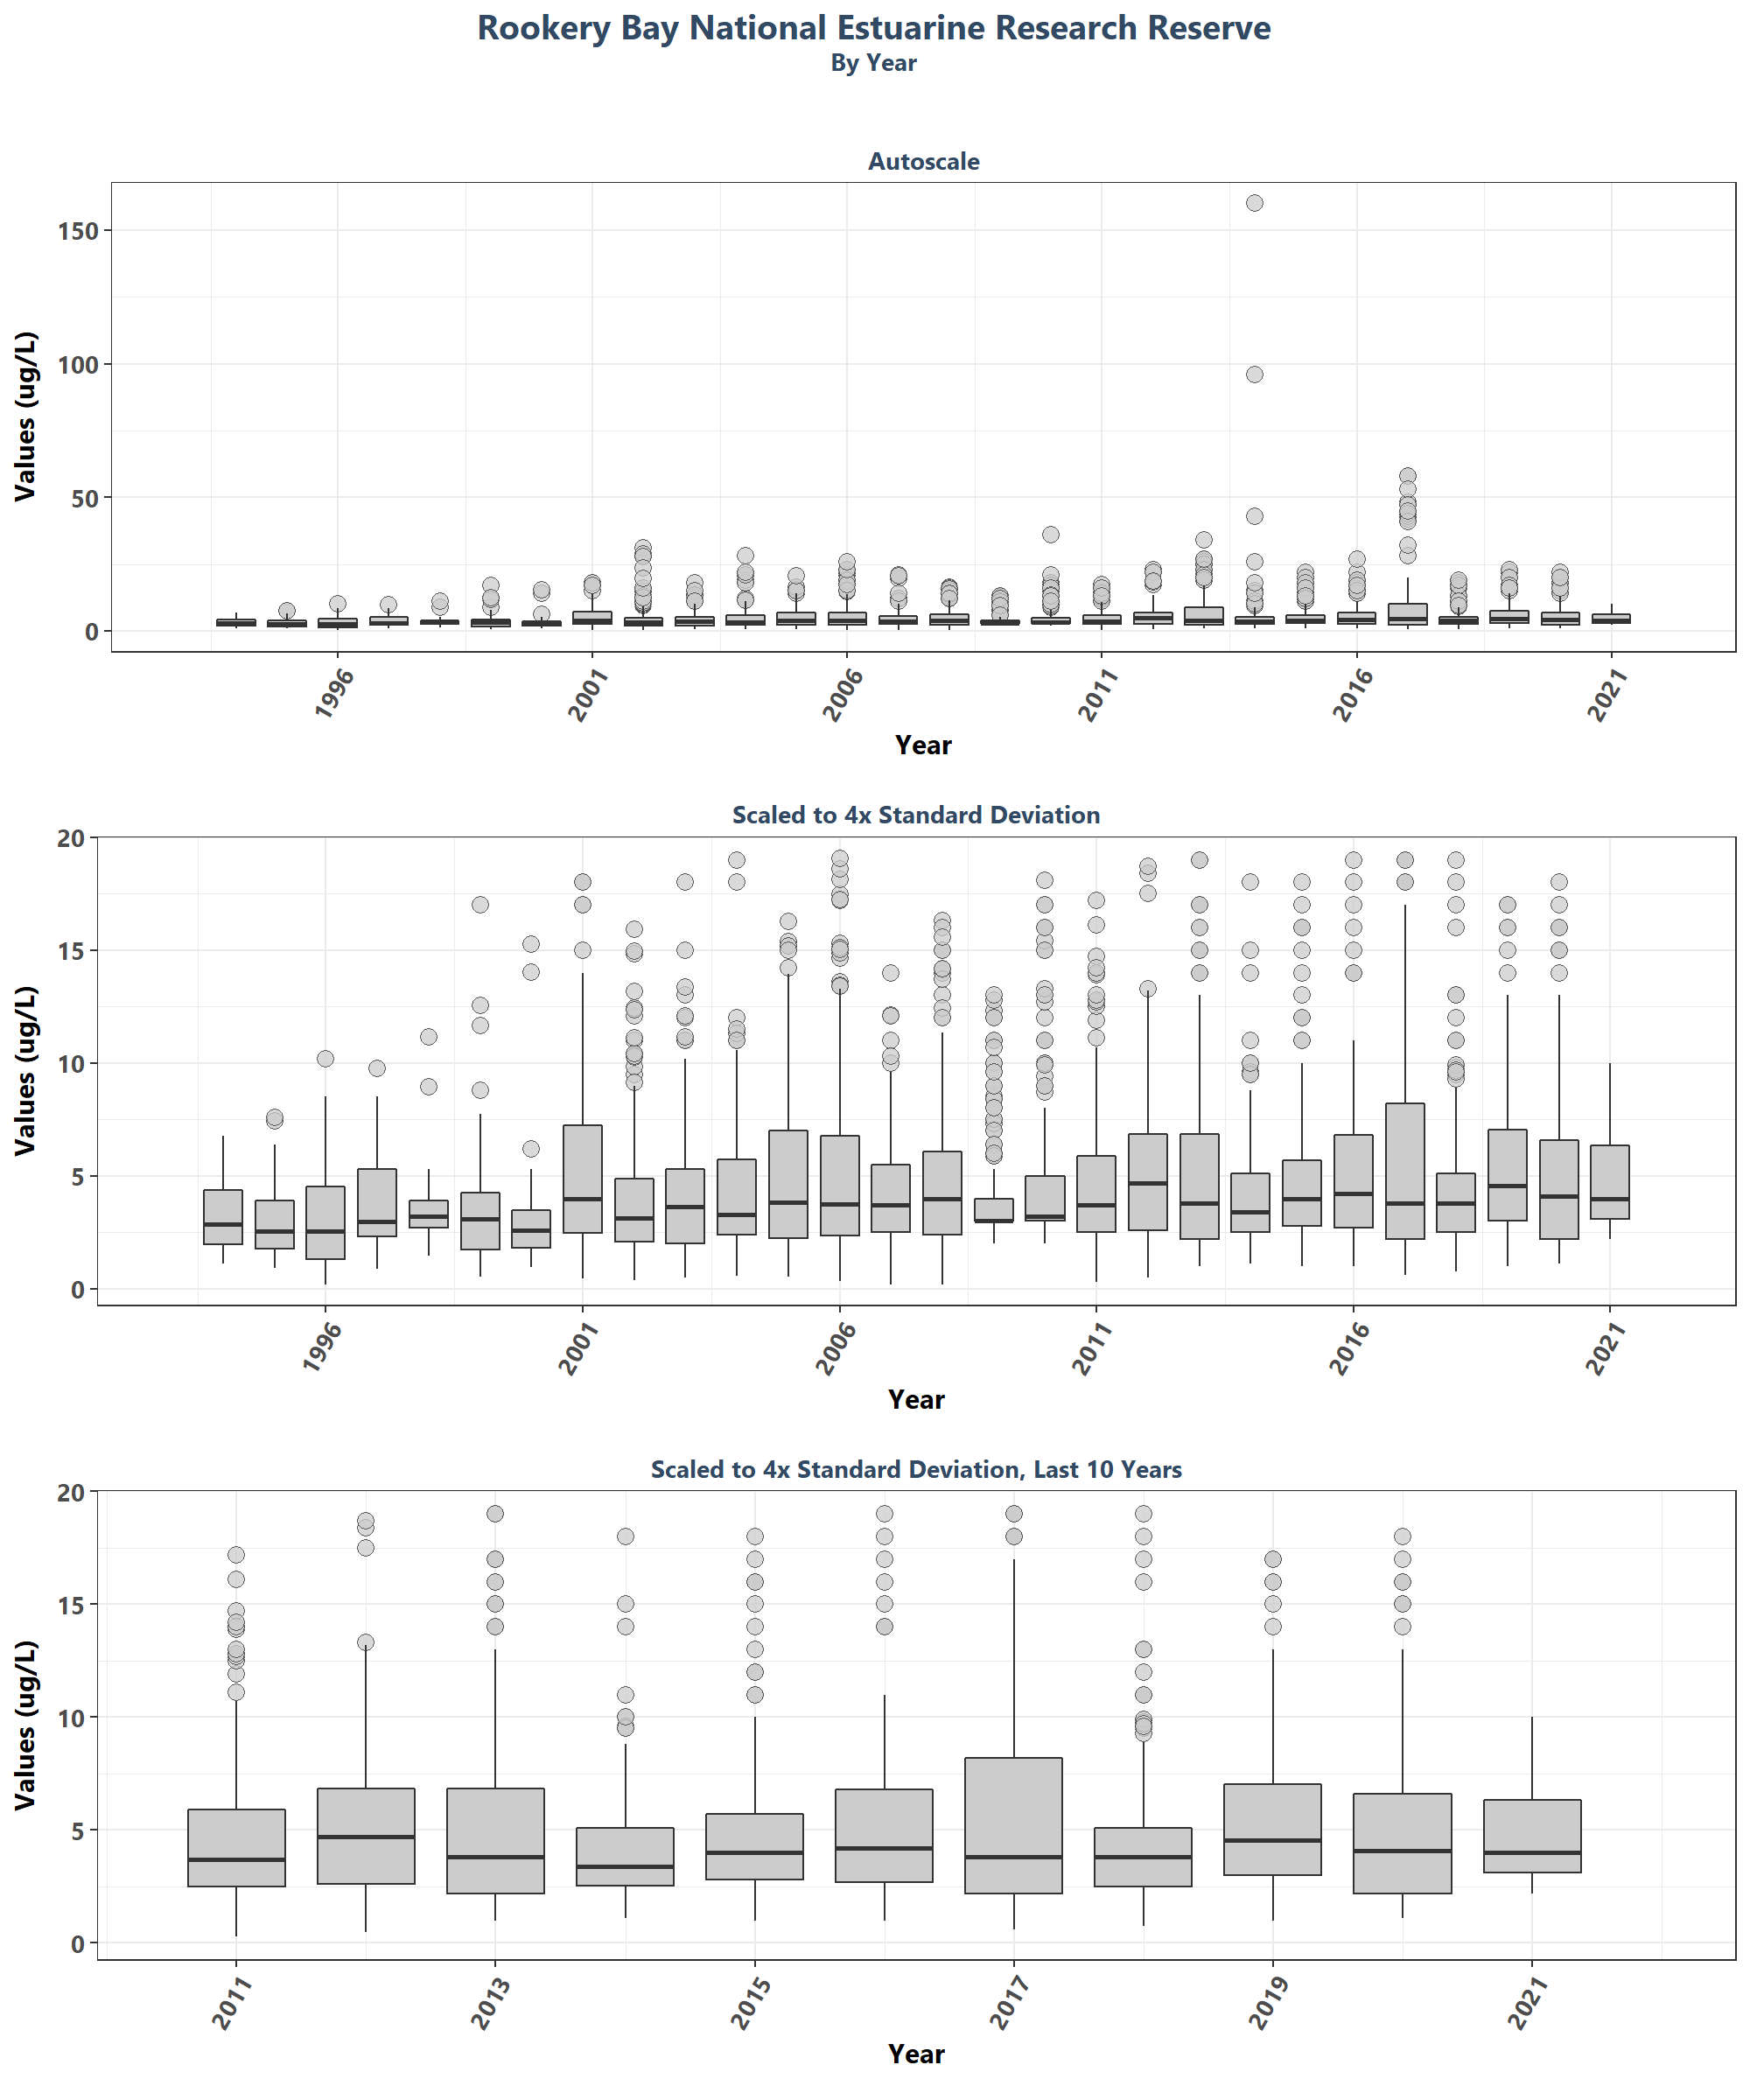 Rookery Bay National Estuarine Research Reserve
By Year
Autoscale
Values (ug/L)
150
100
50
0
1996
2001
2006
2011
2016
2021
Year
Scaled to 4x Standard Deviation
Values (ug/L)
20
15
10
5
0
1996
2001
2006
2011
2016
2021
Year
Scaled to 4x Standard Deviation, Last 10 Years
Values (ug/L)
20
15
10
5
0
2011
2013
2015
2017
2019
2021
Year